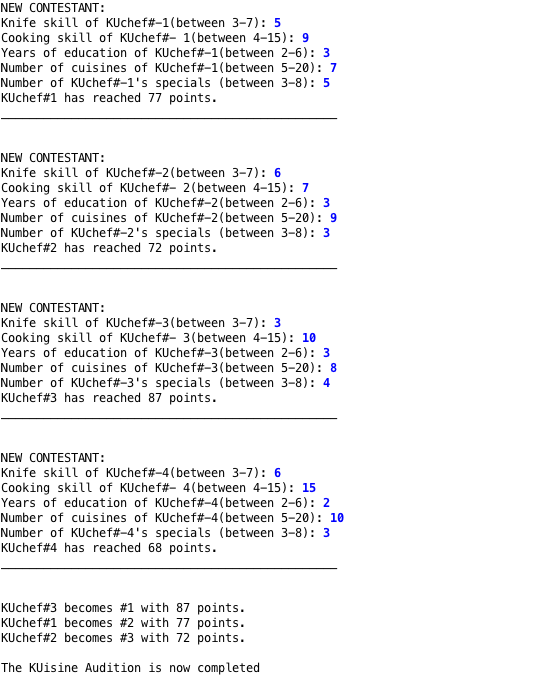 NEW CONTESTANT:
Knife skill of KUchef#-1(between 3-7): 5
Cooking skill of KUchef#- 1(between 4-15): 9
Years of education of KUchef#-1(between 2-6): 3
Number of cuisines of KUchef#-1(between 5-20): 7
Number of KUchef#-1's specials (between 3-8): 5
KUchef#1 has reached 77 points.
NEW CONTESTANT:
Knife skill of KUchef#-2(between 3-7): 6
Cooking skill of KUchef#- 2(between 4-15): 7
Years of education of KUchef#-2(between 2-6): 3
Number of cuisines of KUchef#-2(between 5-20): 9
Number of KUchef#-2's specials (between 3-8): 3
KUchef#2 has reached 72 points.
NEW CONTESTANT:
Knife skill of KUchef#-3(between 3-7): 3
Cooking skill of KUchef#- 3(between 4-15): 10
Years of education of KUchef#-3(between 2-6): 3
Number of cuisines of KUchef#-3(between 5-20): 8
Number of KUchef#-3's specials (between 3-8): 4
KUchef#3 has reached 87 points.
NEW CONTESTANT:
Knife skill of KUchef#-4(between 3-7): 6
Cooking skill of KUchef#- 4(between 4-15): 15
Years of education of KUchef#-4(between 2-6): 2
Number of cuisines of KUchef#-4(between 5-20): 10
Number of KUchef#-4's specials (between 3-8): 3
KUchef#4 has reached 68 points.
KUchef#3 becomes #1 with 87 points.
KUchef#1 becomes #2 with 77 points.
KUchef#2 becomes #3 with 72 points.
The KUisine Audition is now completed